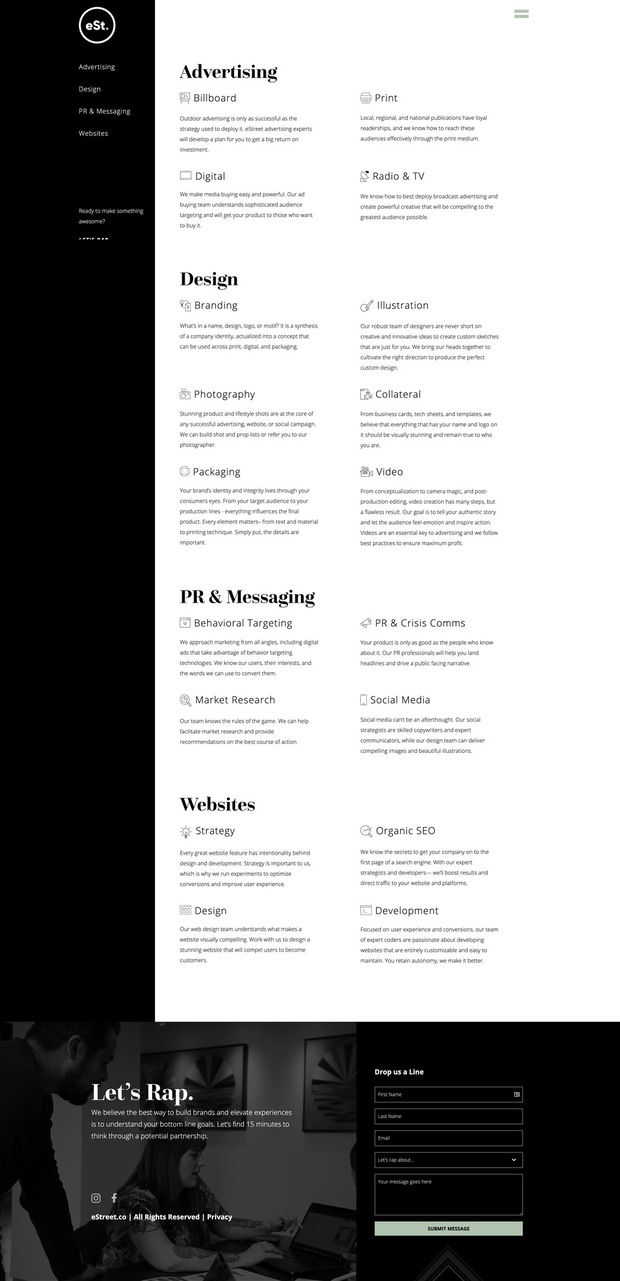 eSt.
Advertising
Design
PR & Messaging
Websites
Ready to make something
awesome?
Advertising
Billboard
Outdoor advertising is only as successful as the
strategy used to deploy it. eStreet advertising experts
will develop a plan for you to get a big return on
investment.
Print
Local, regional, and national publications have loyal
readerships, and we know how to reach these
audiences effectively through the print medium.
Digital
We make media buying easy and powerful. Our ad
buying team understands sophisticated audience
targeting and will get your product to those who want
to buy it.
Radio & TV
We know how to best deploy broadcast advertising and
create powerful creative that will be compelling to the
greatest audience possible.
Design
Branding
What's in a name, design, logo, or motif? It is a synthesis
of a company identity, actualized into a concept that
can be used across print, digital, and packaging.
Illustration
Our robust team of designers are never short on
creative and innovative ideas to create custom sketches
that are just for you. We bring our heads together to
cultivate the right direction to produce the perfect
custom design.
Photography
Stunning product and lifestyle shots are at the core of
any successful advertising, website, or social campaign.
We can build shot and prop lists or refer you to our
photographer.
Collateral
From business cards, tech sheets, and templates, we
believe that everything that has your name and logo on
it should be visually stunning and remain true to who
you are.
Packaging
Your brand's identity and integrity lives through your
consumers eyes. From your target audience to your
production lines - everything influences the final
product. Every element matters– from text and material
to printing technique. Simply put, the details are
important.
Video
From conceptualization to camera magic, and post-
production editing, video creation has many steps, but
a flawless result. Our goal is to tell your authentic story
and let the audience feel emotion and inspire action.
Videos are an essential key to advertising and we follow
best practices to ensure maximum profit.
PR & Messaging
Behavioral Targeting
We approach marketing from all angles, including digital
ads that take advantage of behavior targeting
technologies. We know our users, their interests, and
the words we can use to convert them.
PR & Crisis Comms
Your product is only as good as the people who know
about it. Our PR professionals will help you land
headlines and drive a public facing narrative.
Market Research
Our team knows the rules of the game. We can help
facilitate market research and provide
recommendations on the best course of action.
Social Media
Social media can't be an afterthought. Our social
strategists are skilled copywriters and expert
communicators, while our design team can deliver
compelling images and beautiful illustrations.
Websites
Strategy
Every great website feature has intentionality behind
design and development. Strategy is important to us,
which is why we run experiments to optimize
conversions and improve user experience.
Organic SEO
We know the secrets to get your company on to the
first page of a search engine. With our expert
strategists and developers— we'll boost results and
direct traffic to your website and platforms.
Design
Our web design team understands what makes a
website visually compelling. Work with us to design a
stunning website that will compel users to become
customers.
Development
Focused on user experience and conversions, our team
of expert coders are passionate about developing
websites that are entirely customizable and easy to
maintain. You retain autonomy, we make it better.
Let's Rap.
We believe the best way to build brands and elevate experiences
is to understand your bottom line goals. Let's find 15 minutes to
think through a potential partnership.
eStreet.co | All Rights Reserved | Privacy
Drop us a Line
First Name
Last Name
Email
Let's rap about...
Your message goes here
SUBMIT MESSAGE